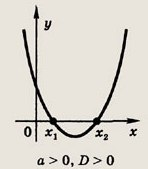 y
0 x₁ x₂ x
a > 0, D > 0